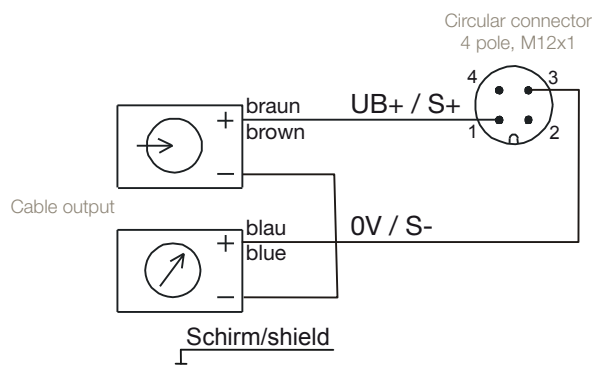 Circular connector
4 pole, M12x1
4
3
1
2
braun
brown
UB+ / S+
+
−
Cable output
blau
blue
0V / S-
+
−
Schirm/shield